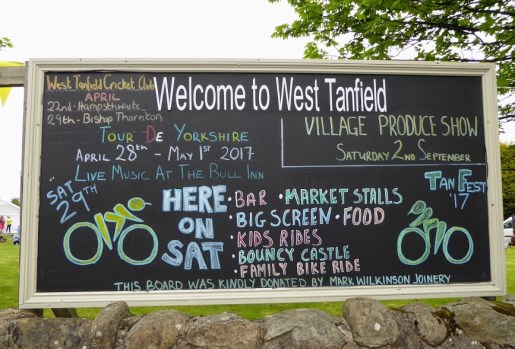 West Tanfield Cricket Club
APRIL
22nd - Hampsthwaite
29th - Bishop Thornton
Welcome to West Tanfield
VILLAGE PRODUCE SHOW
SATURDAY 2ND SEPTEMBER
TOUR DE YORKSHIRE
APRIL 28TH - MAY 1ST 2017
LIVE MUSIC AT THE BULL INN
SAT
29TH
HERE
ON
SAT
• BAR • MARKET STALLS
• BIG SCREEN • FOOD
KIDS RIDES
• BOUNCY CASTLE
• FAMILY BIKE RIDE
TANFEST
'17
THIS BOARD WAS KINDLY DONATED BY MARK WILKINSON JOINERY